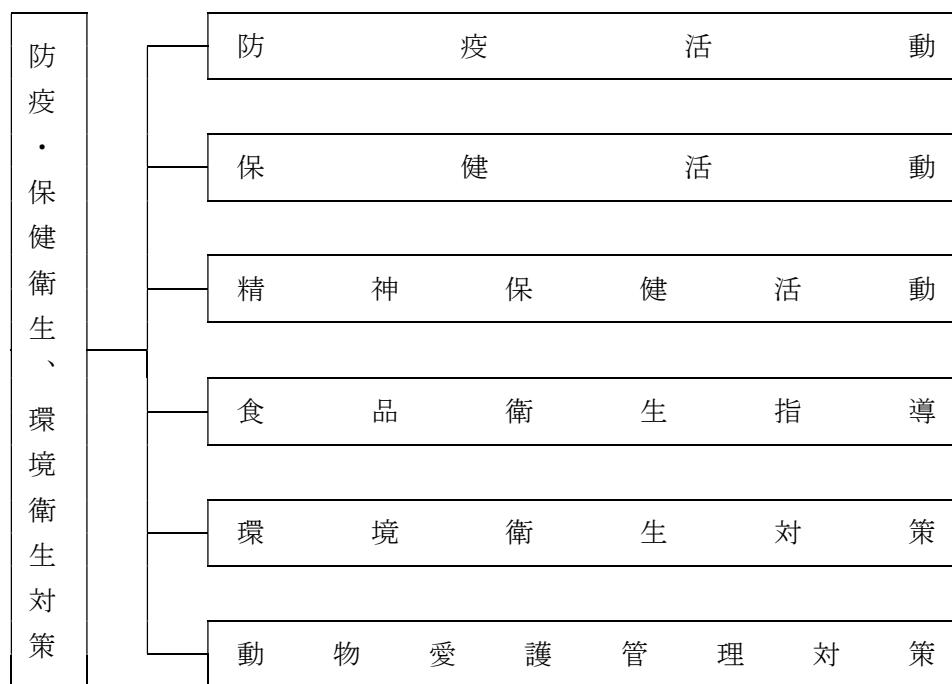 防疫・保健衛生、環境衛生対策
防疫活動
保健活動
精神保健活動
食品衛生指導
環境衛生対策
動物愛護管理対策